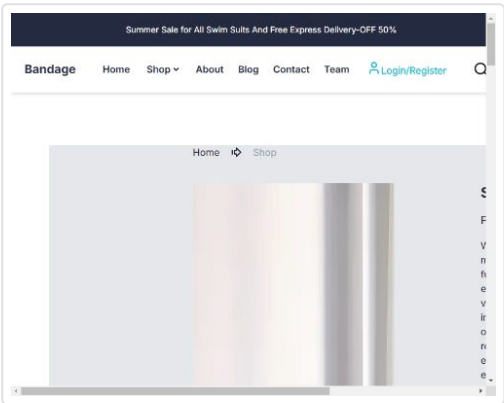 Summer Sale for All Swim Suits And Free Express Delivery-OFF 50%
Bandage Home Shop About Blog Contact Team Login/Register
Home Shop